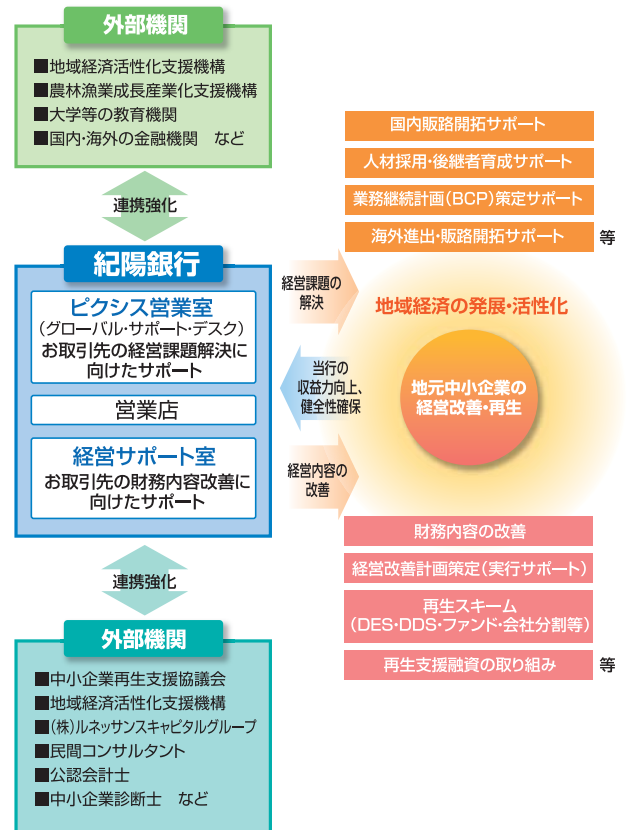 外部機関
■地域経済活性化支援機構
■農林漁業成長産業化支援機構
■大学等の教育機関
■国内･海外の金融機関　など
連携強化
紀陽銀行
ピクシス営業室
（グローバル･サポート･デスク）
お取引先の経営課題解決に
向けたサポート
営業店
経営サポート室
お取引先の財務内容改善に
向けたサポート
連携強化
外部機関
■中小企業再生支援協議会
■地域経済活性化支援機構
■（株）ルネッサンスキャピタルグループ
■民間コンサルタント
■公認会計士
■中小企業診断士　など
経営課題の
解決
当行の
収益力向上、
健全性確保
経営内容の
改善
国内販路開拓サポート
人材採用･後継者育成サポート
業務継続計画（BCP）策定サポート
海外進出･販路開拓サポート 等
地域経済の発展･活性化
地元中小企業の
経営改善･再生
財務内容の改善
経営改善計画策定（実行サポート）
再生スキーム
（DES･DDS･ファンド･会社分割等）
再生支援融資の取り組み 等